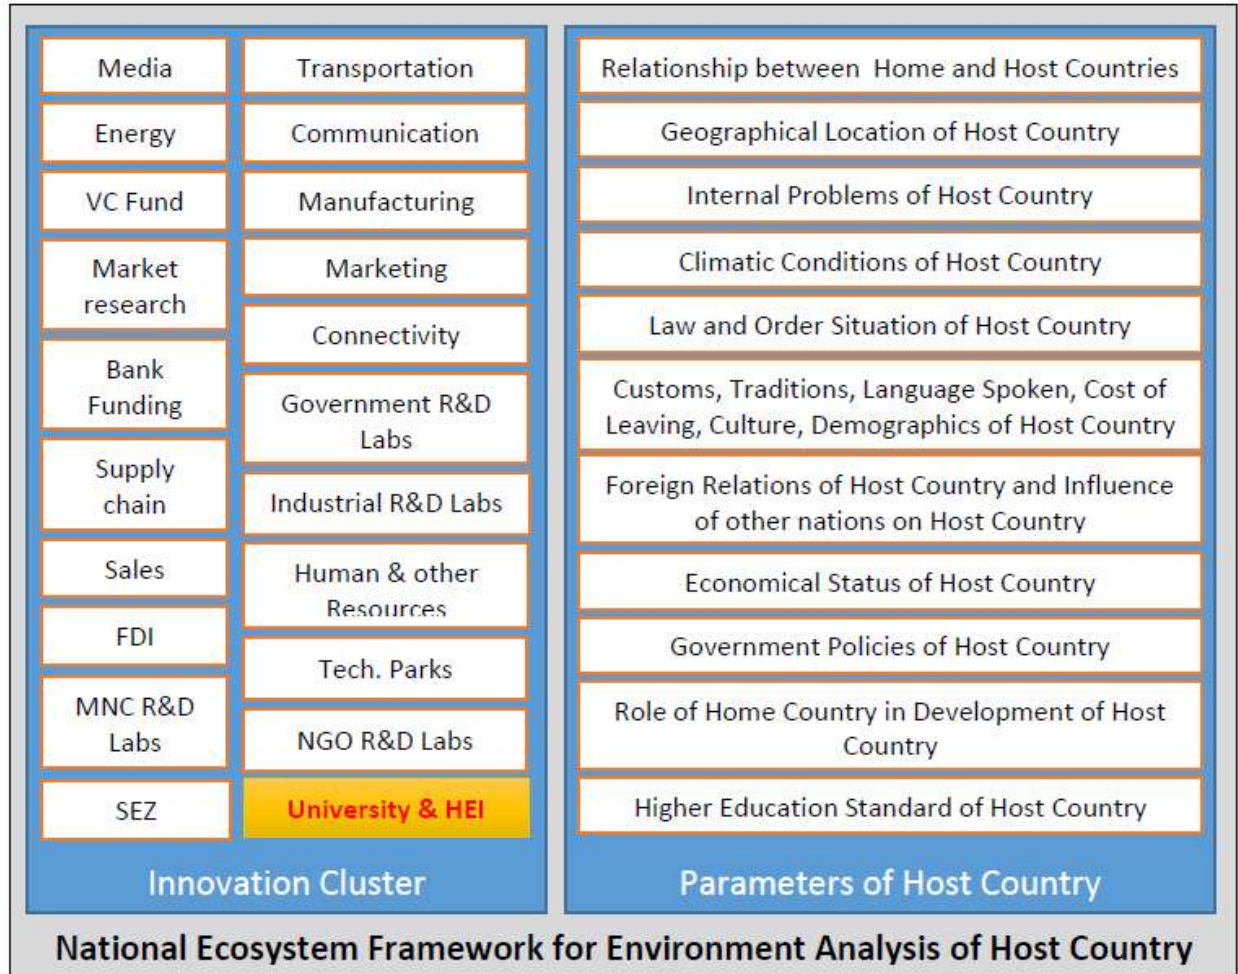 Media
Energy
VC Fund
Market
research
Bank
Funding
Supply
chain
Sales
FDI
MNC R&D
Labs
SEZ
Transportation
Communication
Manufacturing
Marketing
Connectivity
Government R&D
Labs
Industrial R&D Labs
Human & other
Resources
Tech. Parks
NGO R&D Labs
University & HEI
Innovation Cluster
Relationship between Home and Host Countries
Geographical Location of Host Country
Internal Problems of Host Country
Climatic Conditions of Host Country
Law and Order Situation of Host Country
Customs, Traditions, Language Spoken, Cost of
Leaving, Culture, Demographics of Host Country
Foreign Relations of Host Country and Influence
of other nations on Host Country
Economical Status of Host Country
Government Policies of Host Country
Role of Home Country in Development of Host
Country
Higher Education Standard of Host Country
Parameters of Host Country
National Ecosystem Framework for Environment Analysis of Host Country